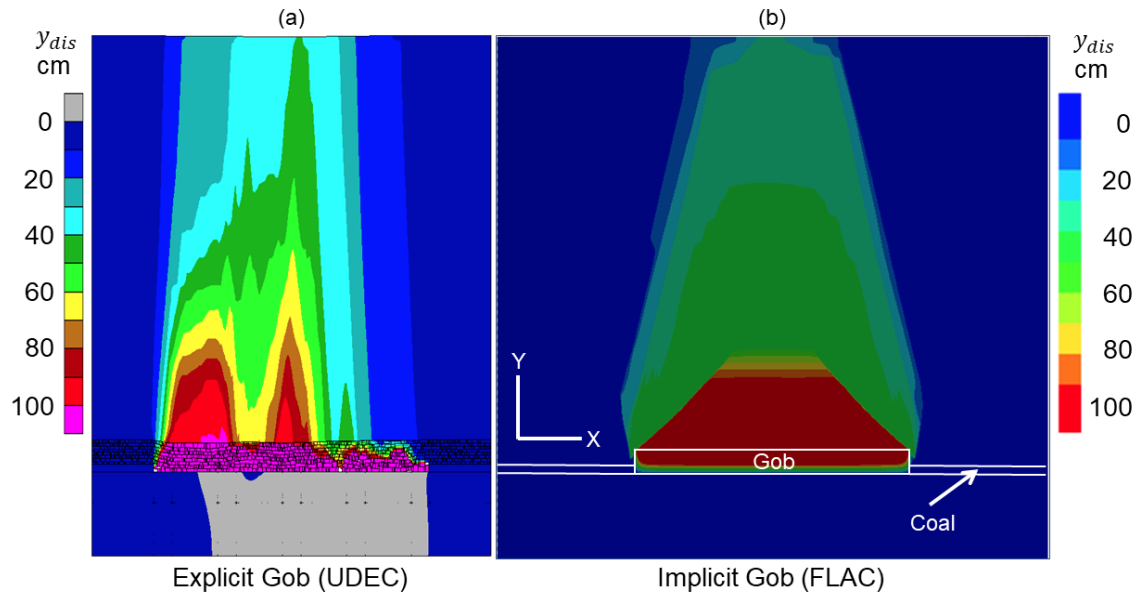 (a)
(b)
y_dis
cm
0
20
40
60
80
100
y_dis
cm
0
20
40
60
80
100
Y
X
Gob
Coal
Explicit Gob (UDEC)
Implicit Gob (FLAC)